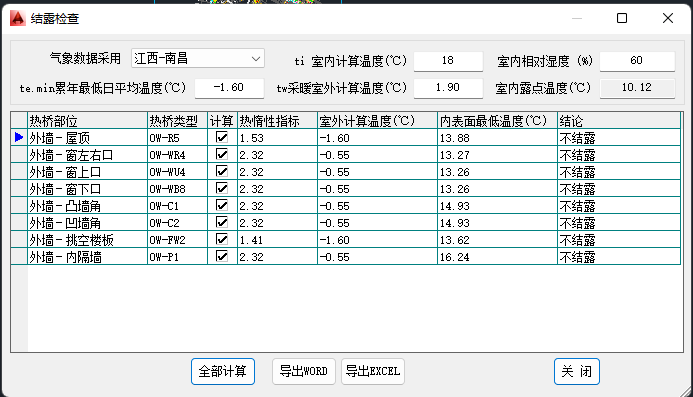 结露检查
气象数据采用 江西-南昌 ti 室内计算温度(℃) 18 室内相对湿度 (%) 60
te.min累年最低日平均温度(℃) -1.60 tw采暖室外计算温度(℃) 1.90 室内露点温度(℃) 10.12
热桥部位 热桥类型 计算 热惰性指标 室外计算温度(℃) 内表面最低温度(℃) 结论
外墙-屋顶 OW-R5 1.53 -1.60 13.88 不结露
外墙-窗左右口 OW-WR4 2.32 -0.55 13.27 不结露
外墙-窗上口 OW-WU4 2.32 -0.55 13.26 不结露
外墙-窗下口 OW-WB8 2.32 -0.55 13.26 不结露
外墙-凸墙角 OW-C1 2.32 -0.55 14.93 不结露
外墙-凹墙角 OW-C2 2.32 -0.55 14.93 不结露
外墙-挑空楼板 OW-FW2 1.41 -1.60 13.62 不结露
外墙-内隔墙 OW-P1 2.32 -0.55 16.24 不结露
全部计算 导出WORD 导出EXCEL 关 闭